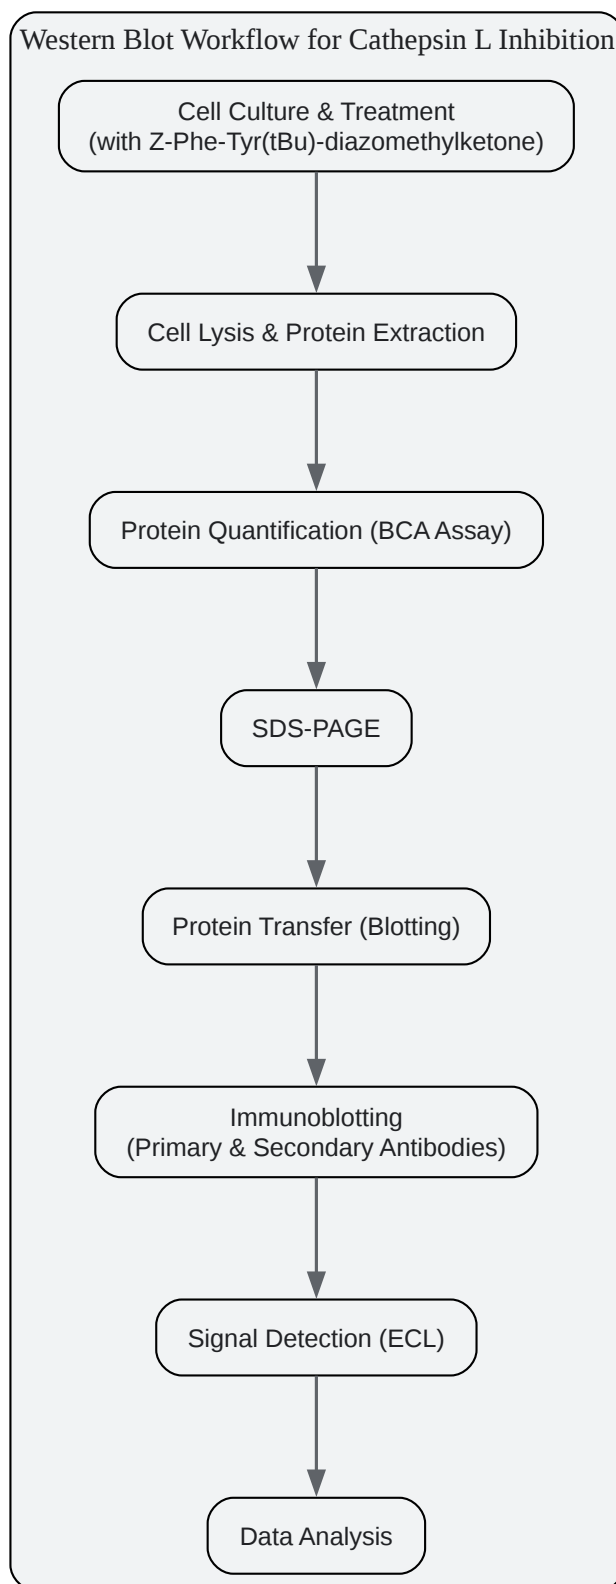 Western Blot Workflow for Cathepsin L Inhibition
Cell Culture & Treatment
(with Z-Phe-Tyr(tBu)-diazomethylketone)
Cell Lysis & Protein Extraction
Protein Quantification (BCA Assay)
SDS-PAGE
Protein Transfer (Blotting)
Immunoblotting
(Primary & Secondary Antibodies)
Signal Detection (ECL)
Data Analysis